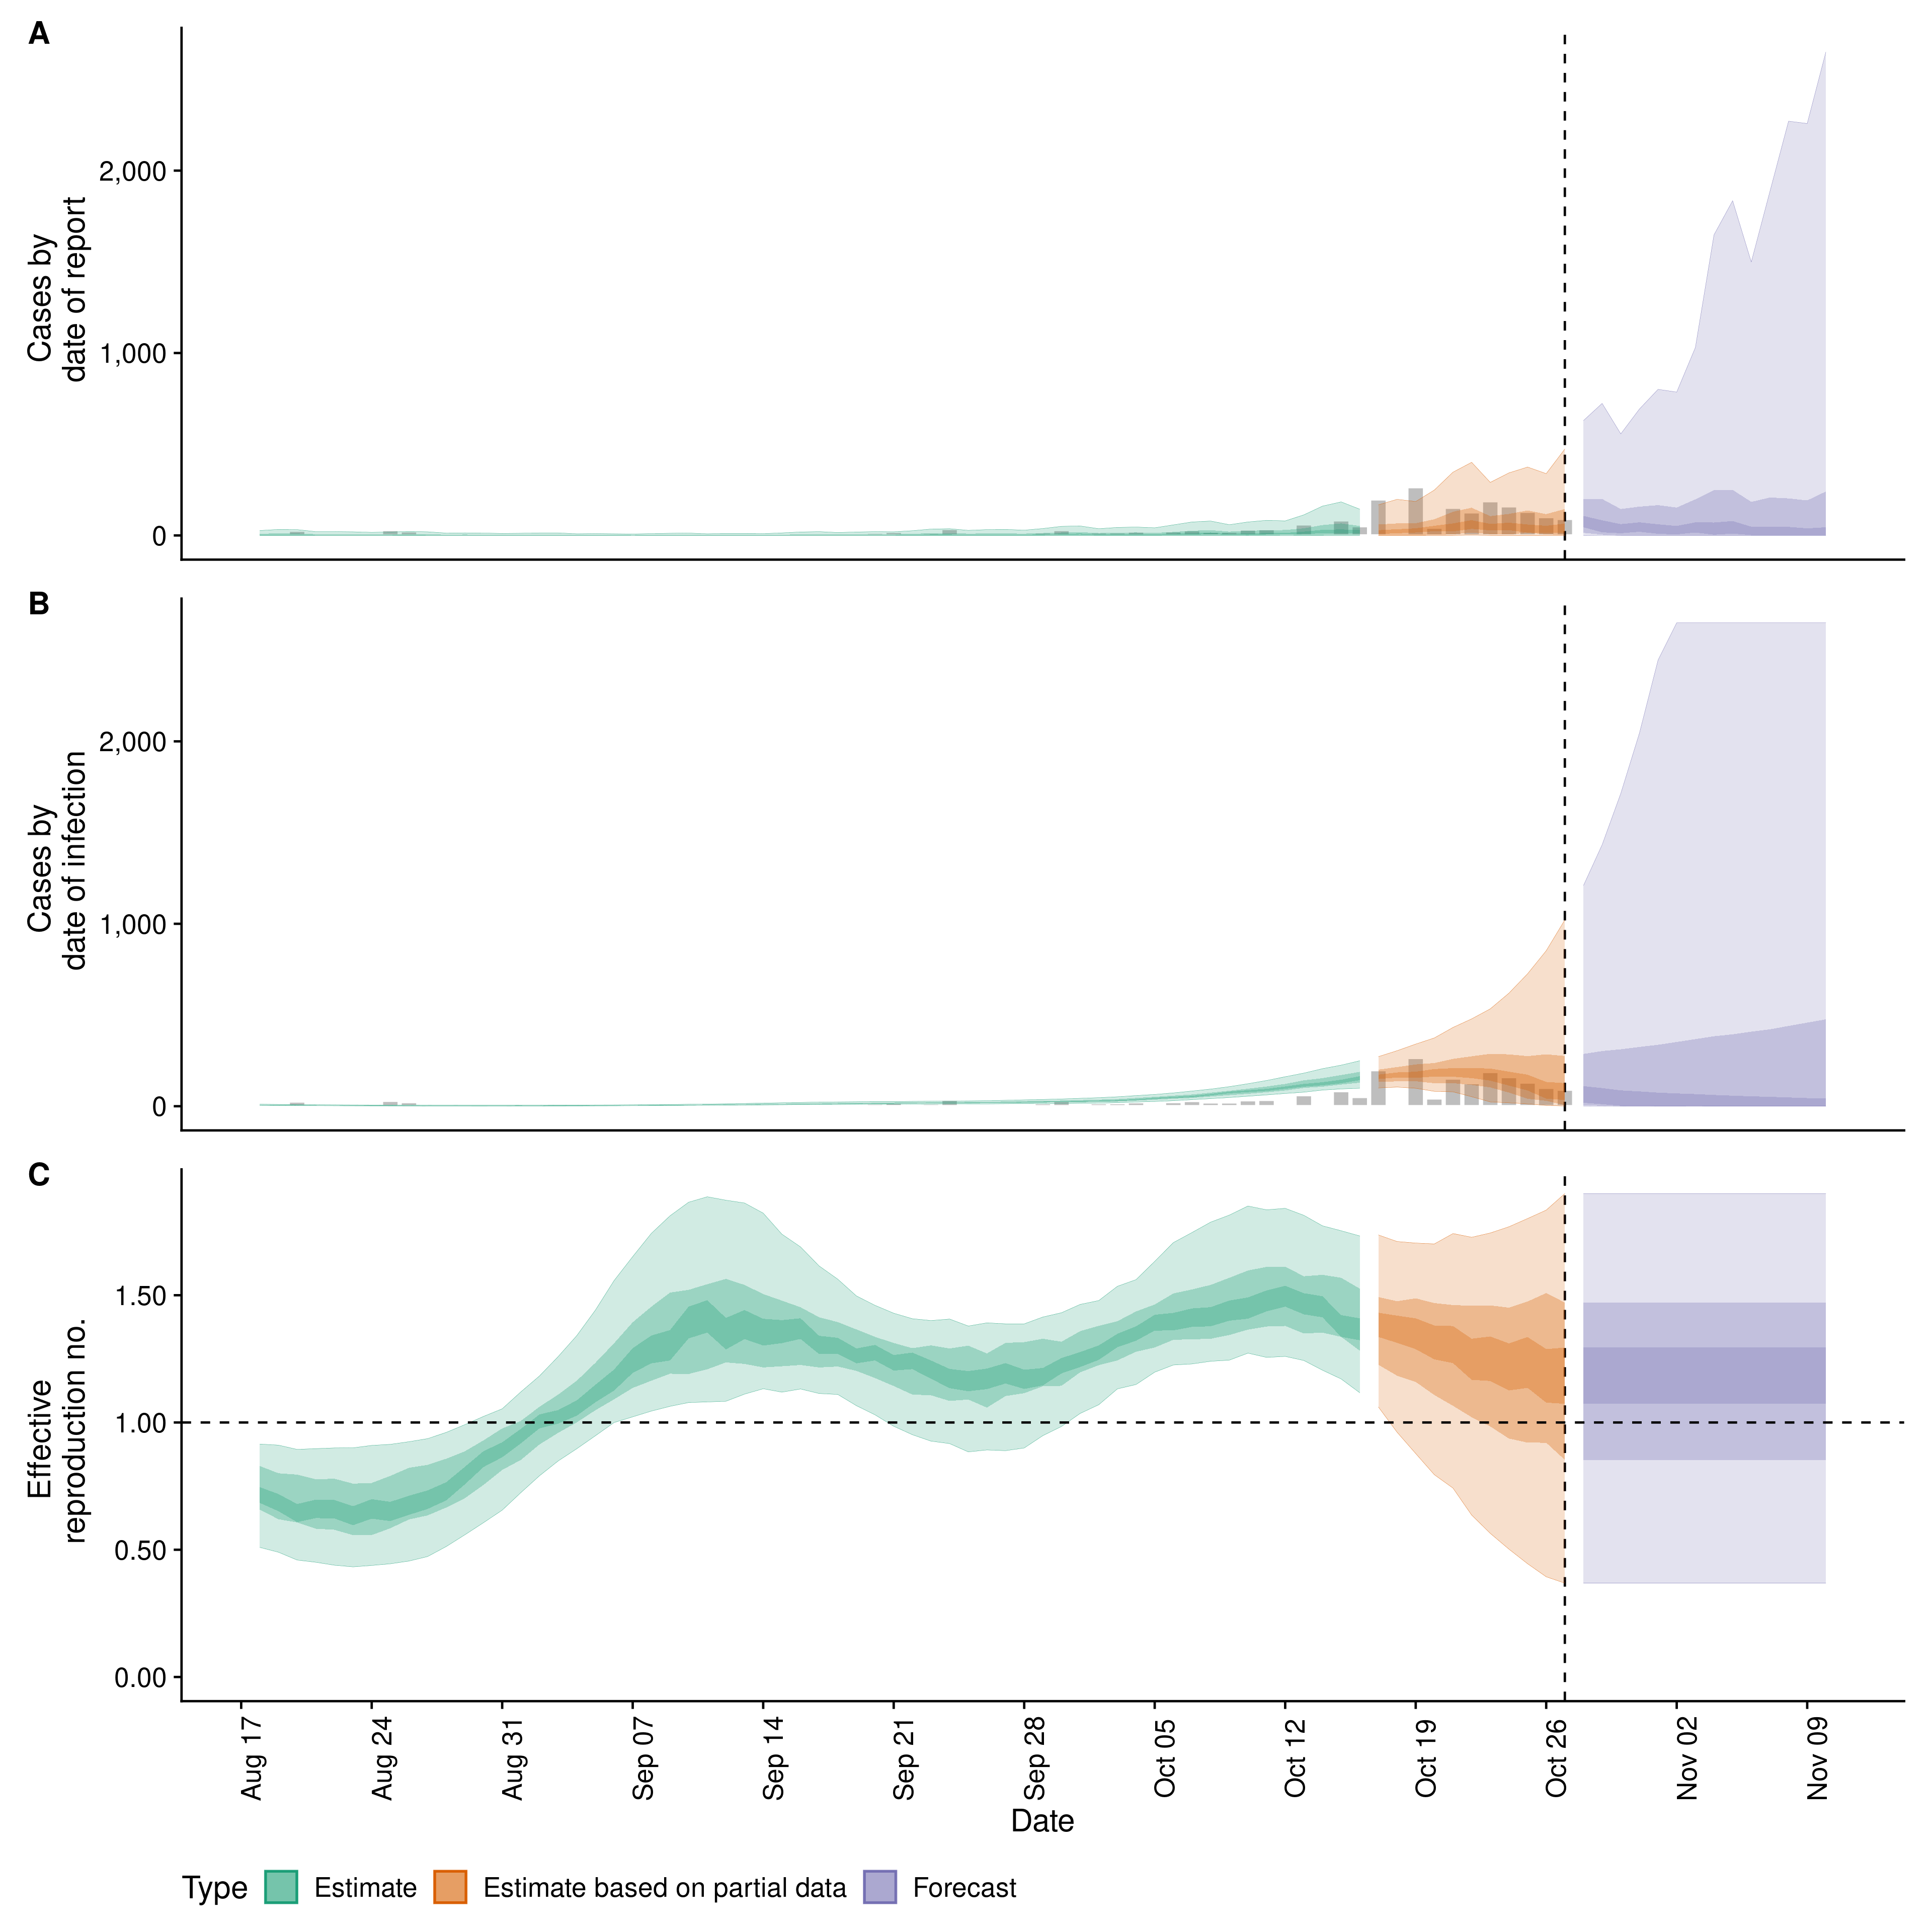 A
Cases by
date of report
2,000
1,000
0
B
Cases by
date of infection
2,000
1,000
0
C
Effective
reproduction no.
1.50
1.00
0.50
0.00
Aug 17
Aug 24
Aug 31
Sep 07
Sep 14
Sep 21
Sep 28
Oct 05
Oct 12
Oct 19
Oct 26
Nov 02
Nov 09
Date
Type Estimate Estimate based on partial data Forecast